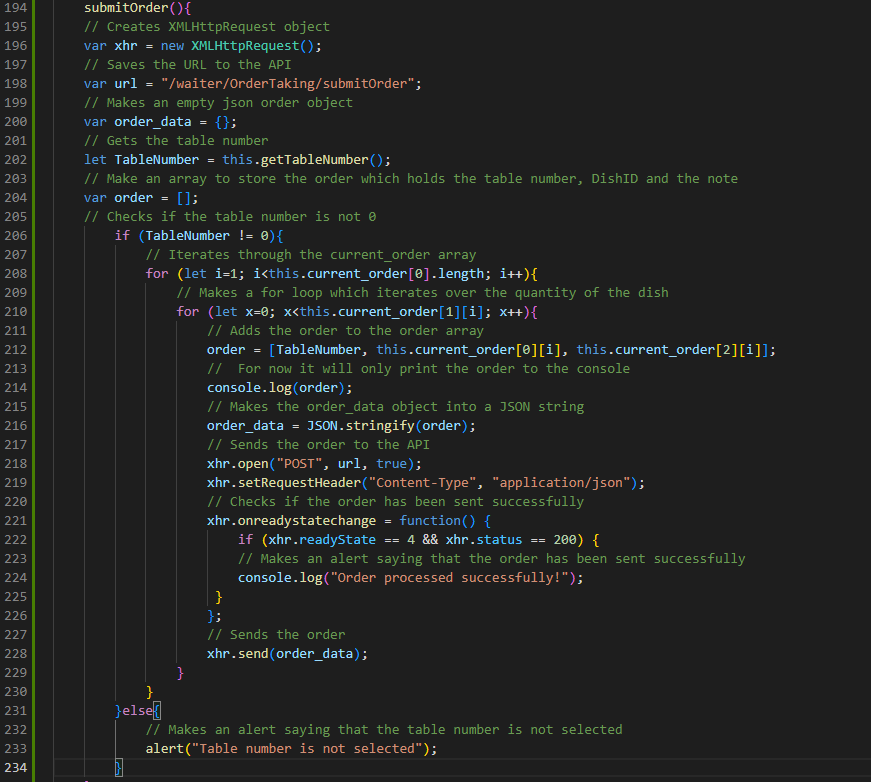 194 submitOrder(){
195 // Creates XMLHttpRequest object
196 var xhr = new XMLHttpRequest();
197 // Saves the URL to the API
198 var url = "/waiter/OrderTaking/submitOrder";
199 // Makes an empty json order object
200 var order_data = {};
201 // Gets the table number
202 let TableNumber = this.getTableNumber();
203 // Make an array to store the order which holds the table number, DishID and the note
204 var order = [];
205 // Checks if the table number is not 0
206 if (TableNumber != 0){
207 // Iterates through the current_order array
208 for (let i=1; i<this.current_order[0].length; i++){
209 // Makes a for loop which iterates over the quantity of the dish
210 for (let x=0; x<this.current_order[1][i]; x++){
211 // Adds the order to the order array
212 order = [TableNumber, this.current_order[0][i], this.current_order[2][i]];
213 //  For now it will only print the order to the console
214 console.log(order);
215 // Makes the order_data object into a JSON string
216 order_data = JSON.stringify(order);
217 // Sends the order to the API
218 xhr.open("POST", url, true);
219 xhr.setRequestHeader("Content-Type", "application/json");
220 // Checks if the order has been sent successfully
221 xhr.onreadystatechange = function() {
222 if (xhr.readyState == 4 && xhr.status == 200) {
223 // Makes an alert saying that the order has been sent successfully
224 console.log("Order processed successfully!");
225 }
226 };
227 // Sends the order
228 xhr.send(order_data);
229 }
230 }
231 }else{
232 // Makes an alert saying that the table number is not selected
233 alert("Table number is not selected");
234 }